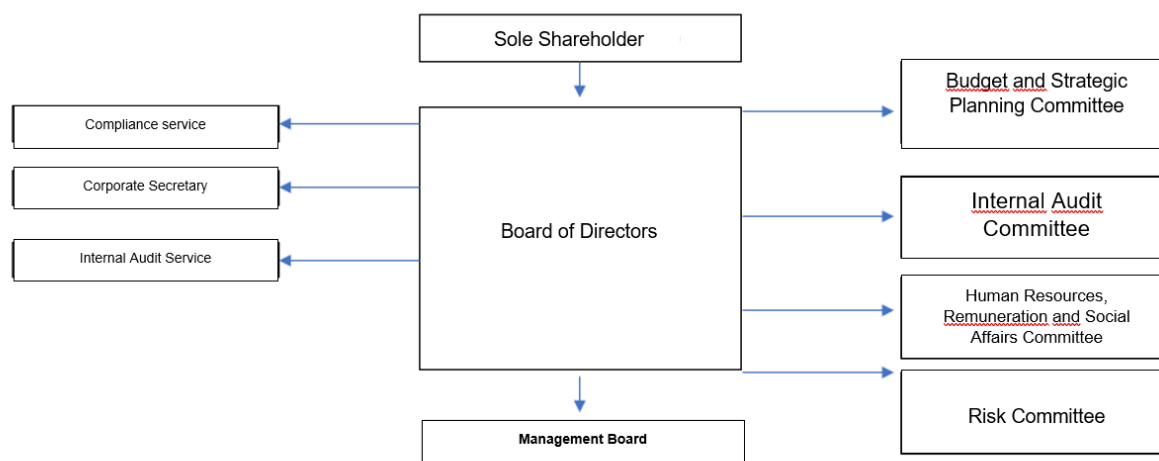 Sole Shareholder
Budget and Strategic
Planning Committee
Compliance service
Corporate Secretary
Internal Audit
Committee
Board of Directors
Internal Audit Service
Human Resources,
Remuneration and Social
Affairs Committee
Risk Committee
Management Board